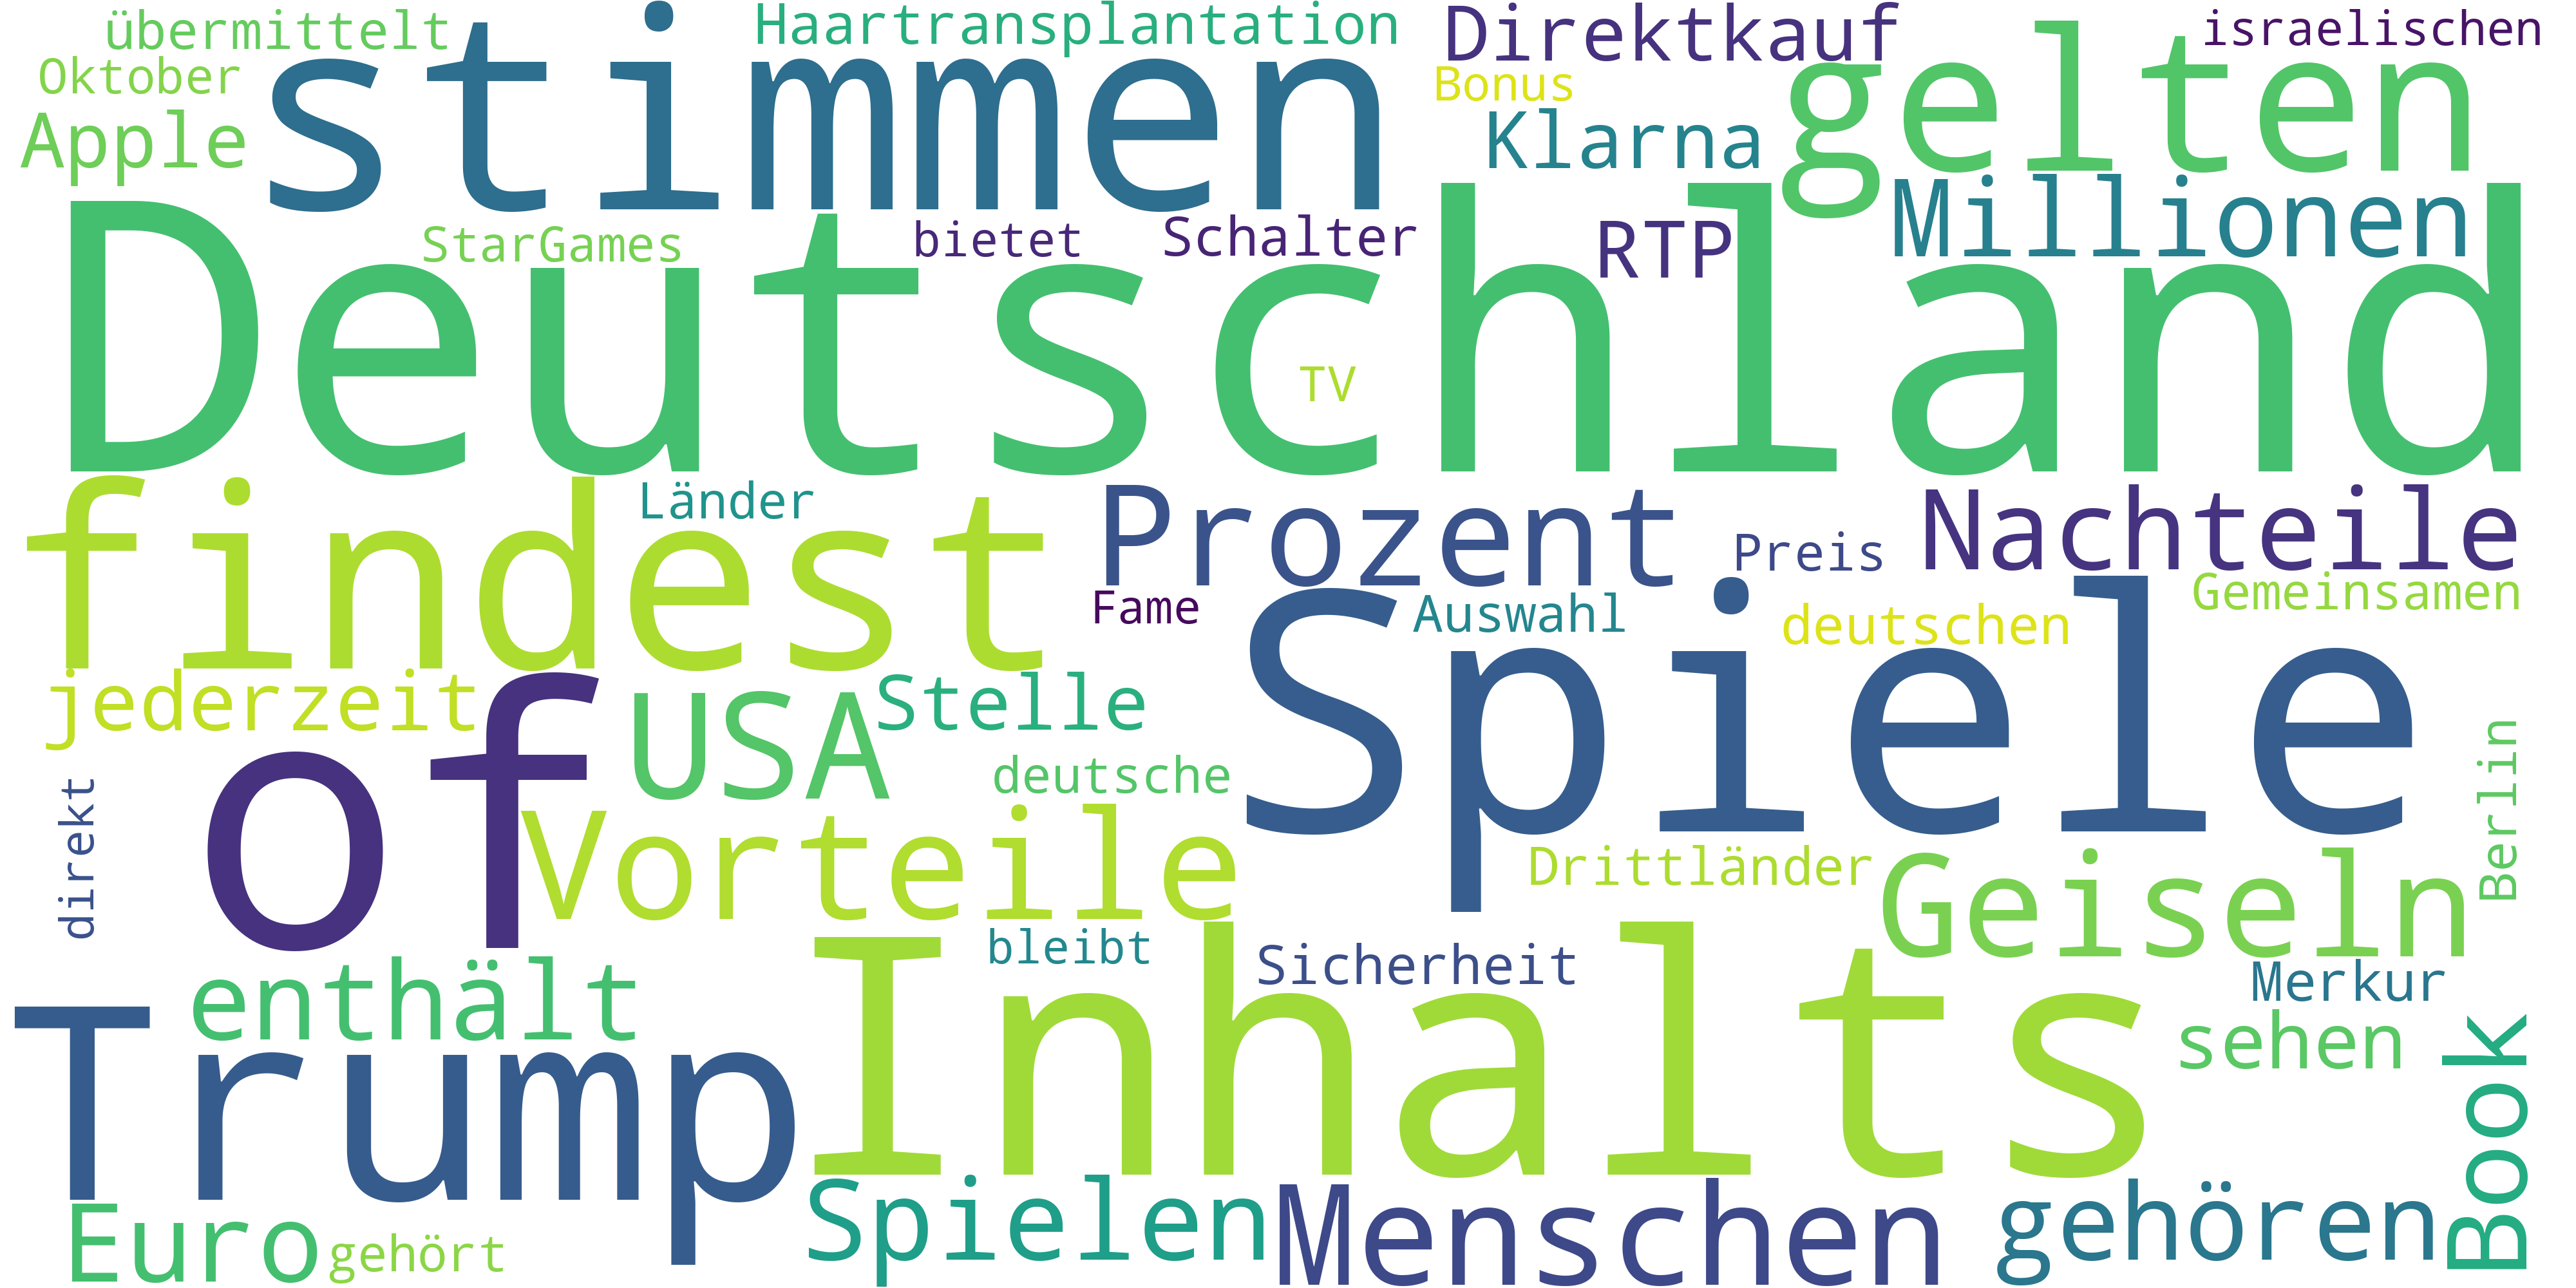 übermittelt
Haartransplantation
Direktkauf
israelischen
Oktober
stimmen
Bonus
gelten
Apple
Klarna
Millionen
StarGames
bietet
Schalter
RTP
Deutschland
TV
findest
Länder
Prozent
Preis
Nachteile
Fame
Auswahl
deutschen
Gemeinsamen
jederzeit
of
USA
Stelle
Spiele
direkt
deutsche
Berlin
Vorteile
Drittländer
Geiseln
enthält
bleibt
Sicherheit
Merkur
Trump
Inhalts
sehen
Book
Euro
gehört
Spielen
Menschen
gehören